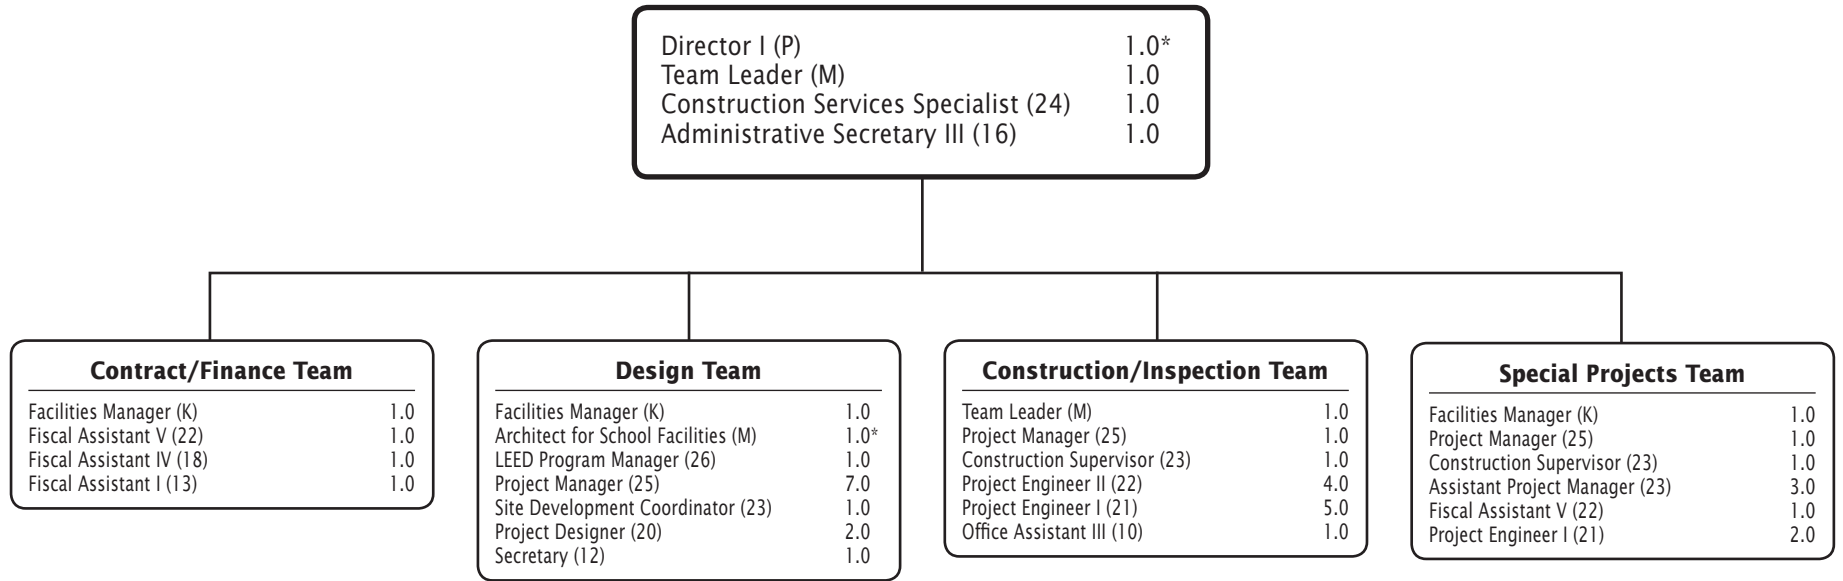 Director I (P) 1.0*
Team Leader (M) 1.0
Construction Services Specialist (24) 1.0
Administrative Secretary III (16) 1.0
Contract/Finance Team
Facilities Manager (K) 1.0
Fiscal Assistant V (22) 1.0
Fiscal Assistant IV (18) 1.0
Fiscal Assistant I (13) 1.0
Design Team
Facilities Manager (K) 1.0
Architect for School Facilities (M) 1.0*
LEED Program Manager (26) 1.0
Project Manager (25) 7.0
Site Development Coordinator (23) 1.0
Project Designer (20) 2.0
Secretary (12) 1.0
Construction/Inspection Team
Team Leader (M) 1.0
Project Manager (25) 1.0
Construction Supervisor (23) 1.0
Project Engineer II (22) 4.0
Project Engineer I (21) 5.0
Office Assistant III (10) 1.0
Special Projects Team
Facilities Manager (K) 1.0
Project Manager (25) 1.0
Construction Supervisor (23) 1.0
Assistant Project Manager (23) 3.0
Fiscal Assistant V (22) 1.0
Project Engineer I (21) 2.0